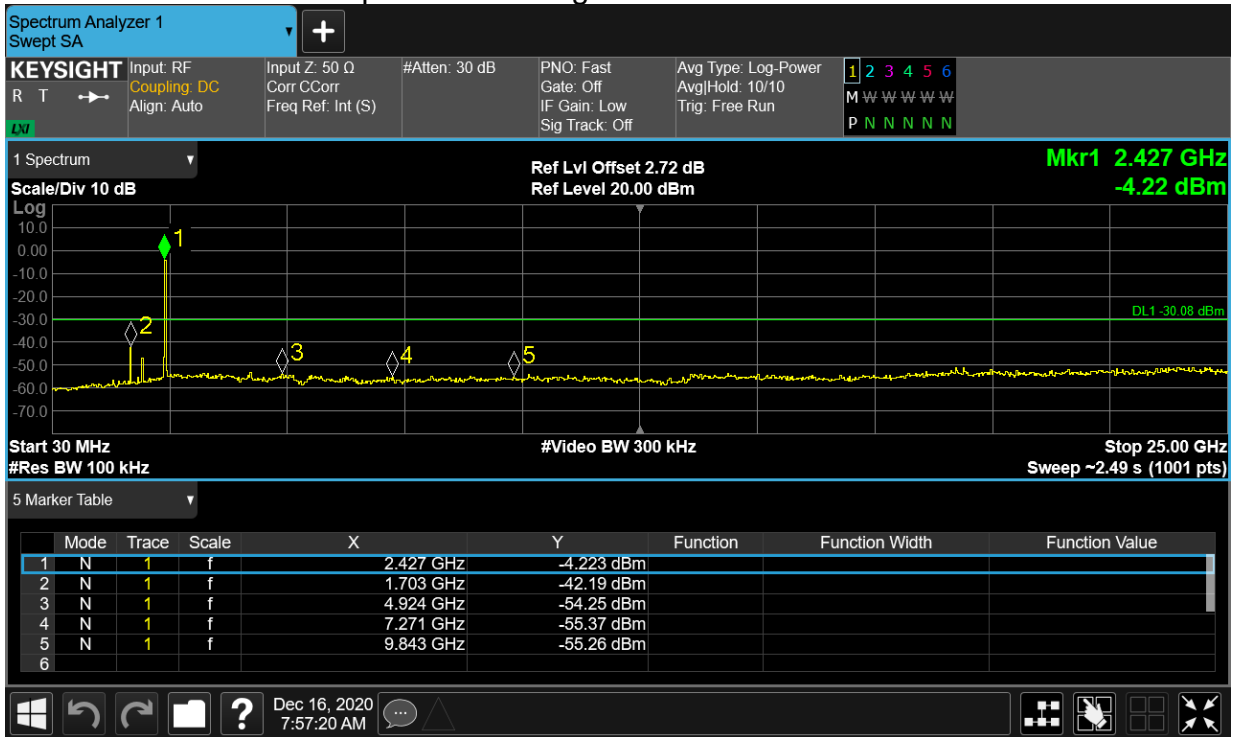 Spectrum Analyzer 1
Swept SA
+
KEYSIGHT Input: RF Input Z: 50 Ω #Atten: 30 dB PNO: Fast Avg Type: Log-Power 1 2 3 4 5 6
R T Coupling: DC Corr CCorr Gate: Off Avg|Hold: 10/10 M W W W W W
Align: Auto Freq Ref: Int (S) IF Gain: Low Trig: Free Run
LXI Sig Track: Off P N N N N N
1 Spectrum Ref Lvl Offset 2.72 dB Mkr1 2.427 GHz
Scale/Div 10 dB Ref Level 20.00 dBm -4.22 dBm
Log
10.0
1
0.00
-10.0
-20.0
DL1 -30.08 dBm
-30.0
2
-40.0
3 4 5
-50.0
-60.0
-70.0
Start 30 MHz #Video BW 300 kHz Stop 25.00 GHz
#Res BW 100 kHz Sweep ~2.49 s (1001 pts)
5 Marker Table
Mode Trace Scale X Y Function Function Width Function Value
1 N 1 f 2.427 GHz -4.223 dBm
2 N 1 f 1.703 GHz -42.19 dBm
3 N 1 f 4.924 GHz -54.25 dBm
4 N 1 f 7.271 GHz -55.37 dBm
5 N 1 f 9.843 GHz -55.26 dBm
6
? Dec 16, 2020
7:57:20 AM